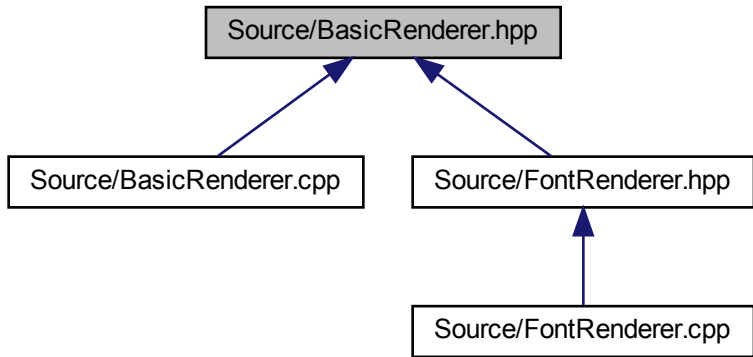 Source/BasicRenderer.hpp
Source/BasicRenderer.cpp
Source/FontRenderer.hpp
Source/FontRenderer.cpp